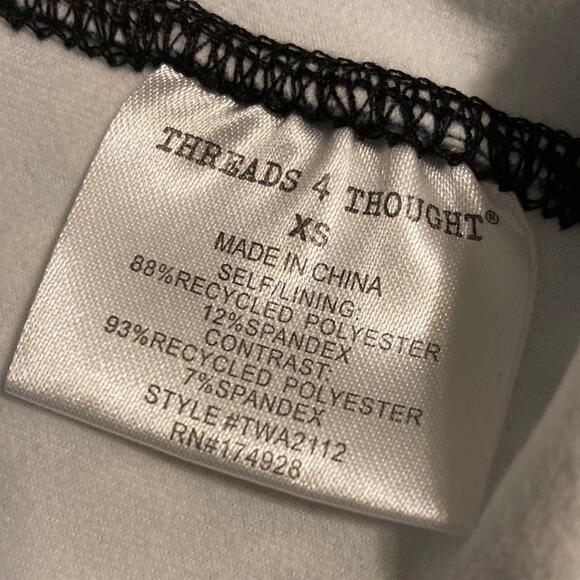 THREADS 4 THOUGHT®
XS
MADE IN CHINA
SELF/LINING:
88%RECYCLED POLYESTER
12%SPANDEX
CONTRAST:
93%RECYCLED POLYESTER
7%SPANDEX
STYLE #TWA2112
RN#174928